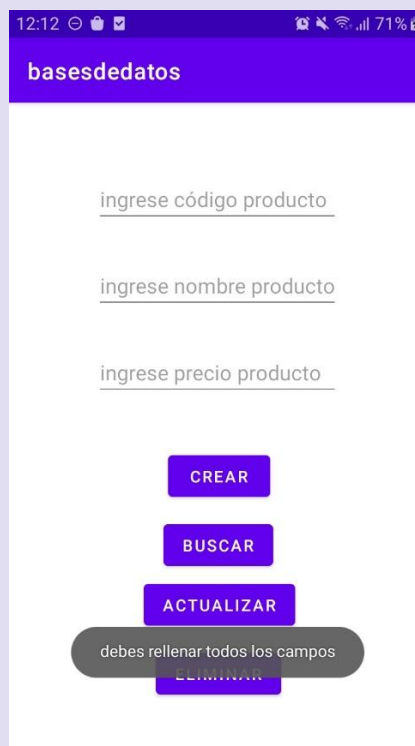 12:12 71%
basesdedatos
ingrese código producto
ingrese nombre producto
ingrese precio producto
CREAR
BUSCAR
ACTUALIZAR
debes rellenar todos los campos
ELIMINAR